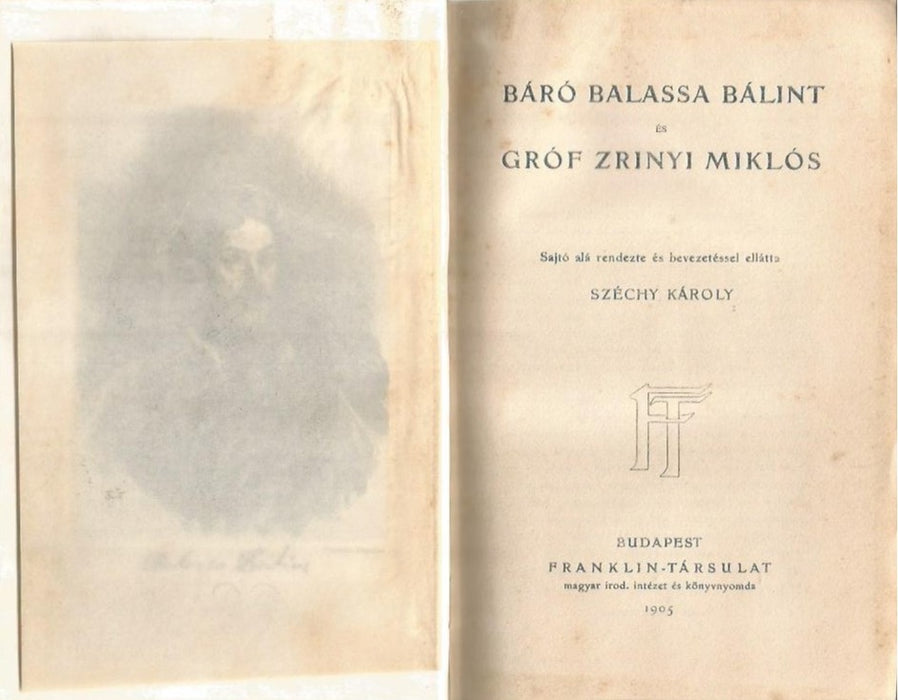 BÁRÓ BALASSA BÁLINT
ÉS
GRÓF ZRINYI MIKLÓS
Sajtó alá rendezte és bevezetéssel ellátta
SZÉCHY KÁROLY
FT
BUDAPEST
FRANKLIN-TÁRSULAT
magyar irod. intézet és könyvnyomda
1905